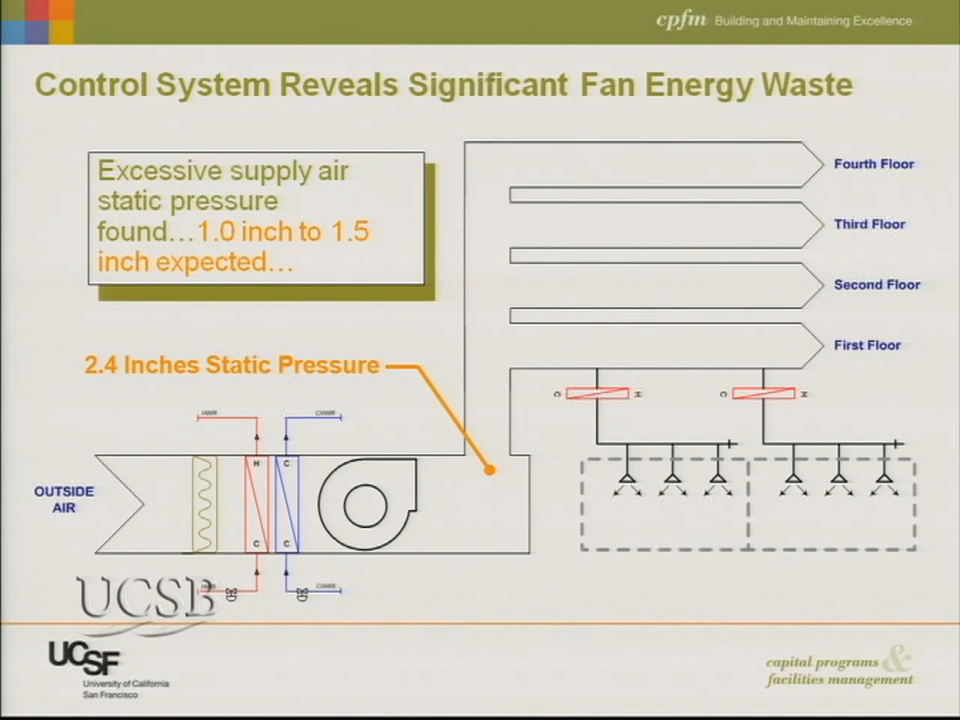 cpfm Building and Maintaining Excellence
Control System Reveals Significant Fan Energy Waste
Excessive supply air
static pressure
found…1.0 inch to 1.5
inch expected…
Fourth Floor
Third Floor
Second Floor
First Floor
2.4 Inches Static Pressure
C H
C H
HWR
CHWR
H
C
OUTSIDE
AIR
C
C
CHWS
UCSB
UCSF
University of California
San Francisco
capital programs &
facilities management